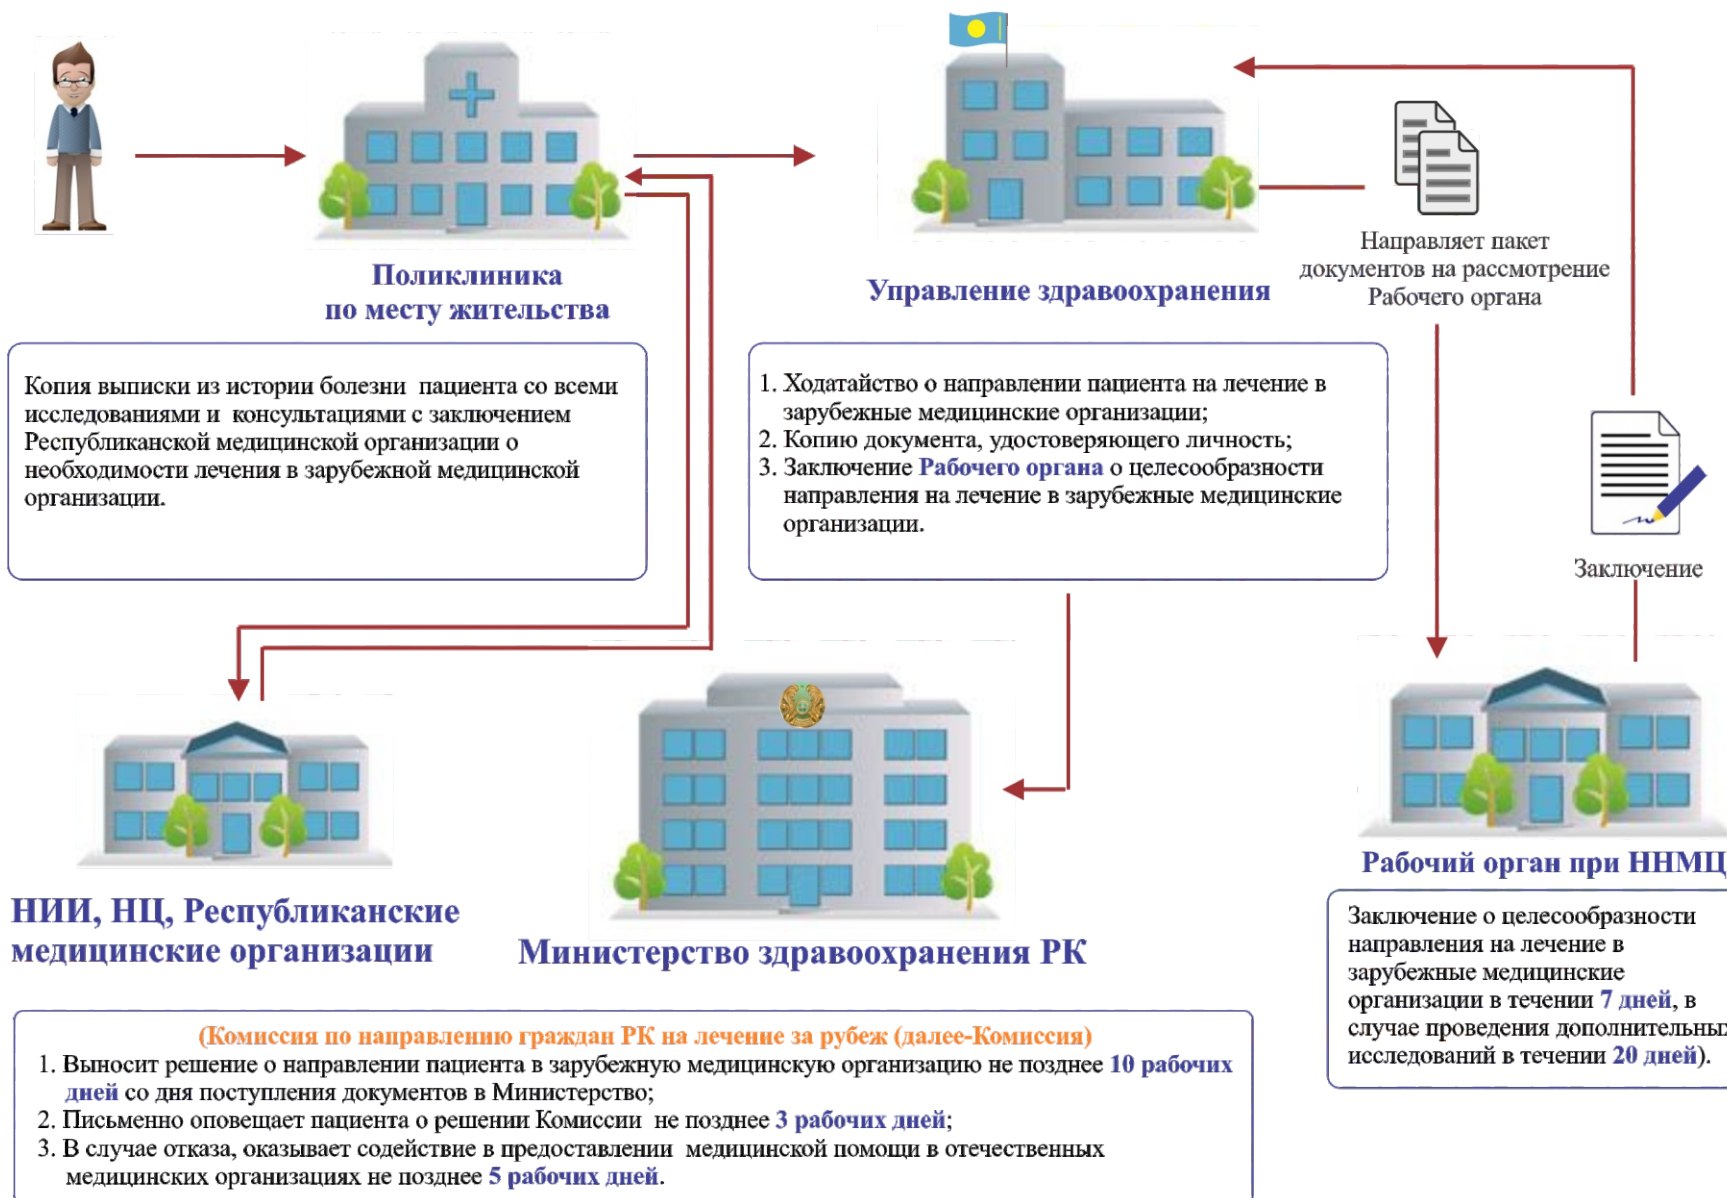 Поликлиника
по месту жительства
Управление здравоохранения
Направляет пакет
документов на рассмотрение
Рабочего органа
Копия выписки из истории болезни пациента со всеми
исследованиями и консультациями с заключением
Республиканской медицинской организации о
необходимости лечения в зарубежной медицинской
организации.
1. Ходатайство о направлении пациента на лечение в
зарубежные медицинские организации;
2. Копию документа, удостоверяющего личность;
3. Заключение Рабочего органа о целесообразности
направления на лечение в зарубежные медицинские
организации.
Заключение
НИИ, НЦ, Республиканские
медицинские организации
Министерство здравоохранения РК
Рабочий орган при ННМЦ
Заключение о целесообразности
направления на лечение в
зарубежные медицинские
организации в течении 7 дней, в
случае проведения дополнительных
исследований в течении 20 дней).
(Комиссия по направлению граждан РК на лечение за рубеж (далее-Комиссия)
1. Выносит решение о направлении пациента в зарубежную медицинскую организацию не позднее 10 рабочих
дней со дня поступления документов в Министерство;
2. Письменно оповещает пациента о решении Комиссии не позднее 3 рабочих дней;
3. В случае отказа, оказывает содействие в предоставлении медицинской помощи в отечественных
медицинских организациях не позднее 5 рабочих дней.